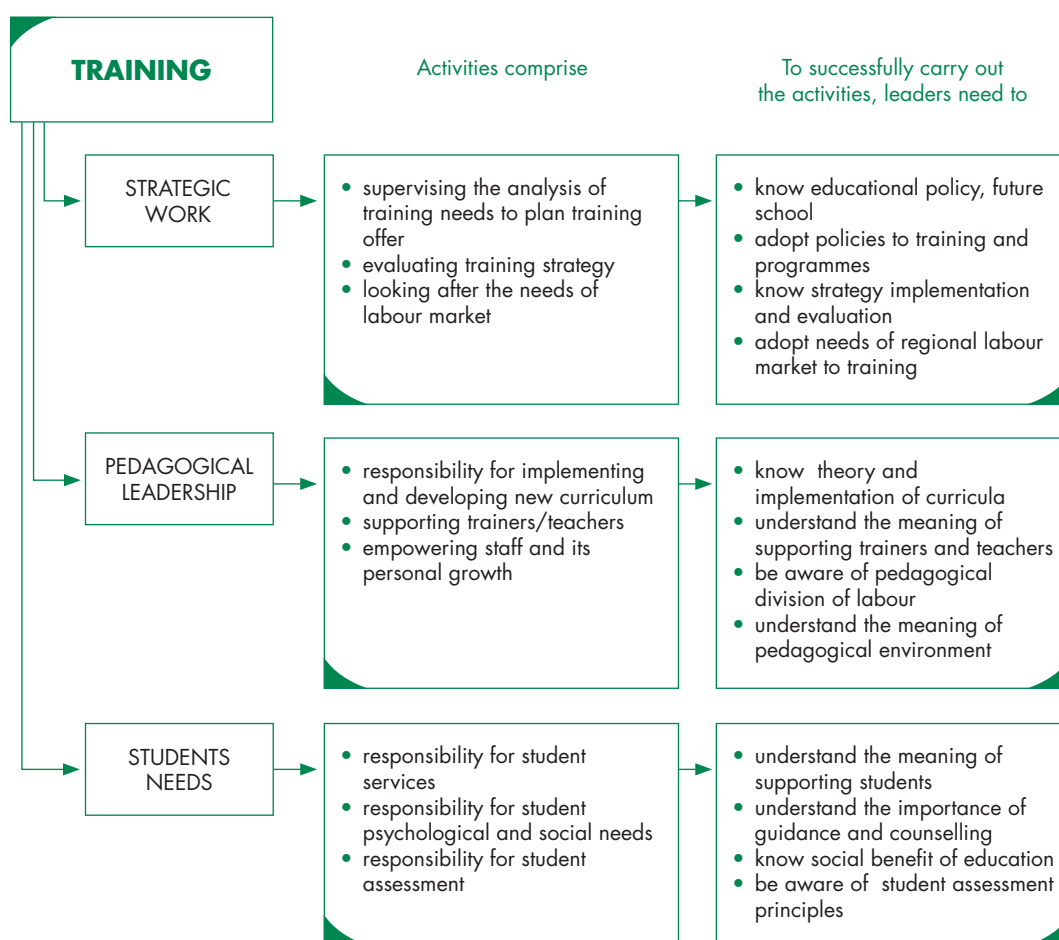 TRAINING
Activities comprise
To successfully carry out
the activities, leaders need to
STRATEGIC
WORK
• supervising the analysis of
training needs to plan training
offer
• evaluating training strategy
• looking after the needs of
labour market
• know educational policy, future
school
• adopt policies to training and
programmes
• know strategy implementation
and evaluation
• adopt needs of regional labour
market to training
PEDAGOGICAL
LEADERSHIP
• responsibility for implementing
and developing new curriculum
• supporting trainers/teachers
• empowering staff and its
personal growth
• know theory and
implementation of curricula
• understand the meaning of
supporting trainers and teachers
• be aware of pedagogical
division of labour
• understand the meaning of
pedagogical environment
STUDENTS
NEEDS
• responsibility for student
services
• responsibility for student
psychological and social needs
• responsibility for student
assessment
• understand the meaning of
supporting students
• understand the importance of
guidance and counselling
• know social benefit of education
• be aware of student assessment
principles